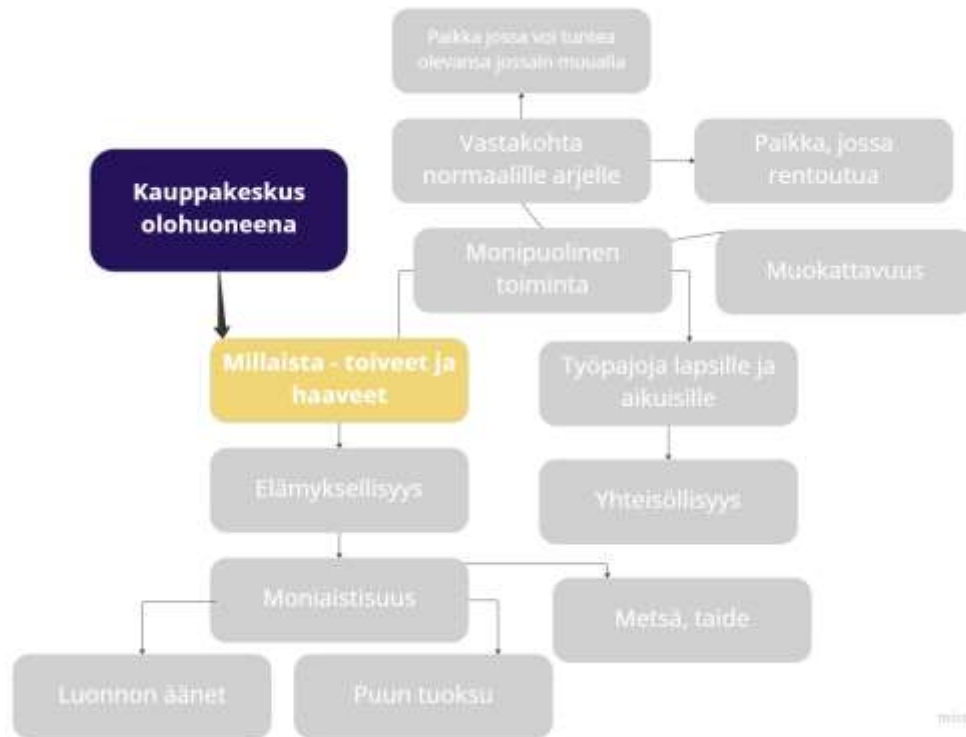 Paikka jossa voi tuntea
olevansa jossain muualla
Vastakohta
normaalille arjelle
Paikka, jossa
rentoutua
Kauppakeskus
olohuoneena
Monipuolinen
toiminta
Muokattavuus
Millaista - toiveet ja
haaveet
Työpajoja lapsille ja
aikuisille
Elämyksellisyys
Yhteisöllisyys
Moniaistisuus
Metsä, taide
Luonnon äänet
Puun tuoksu